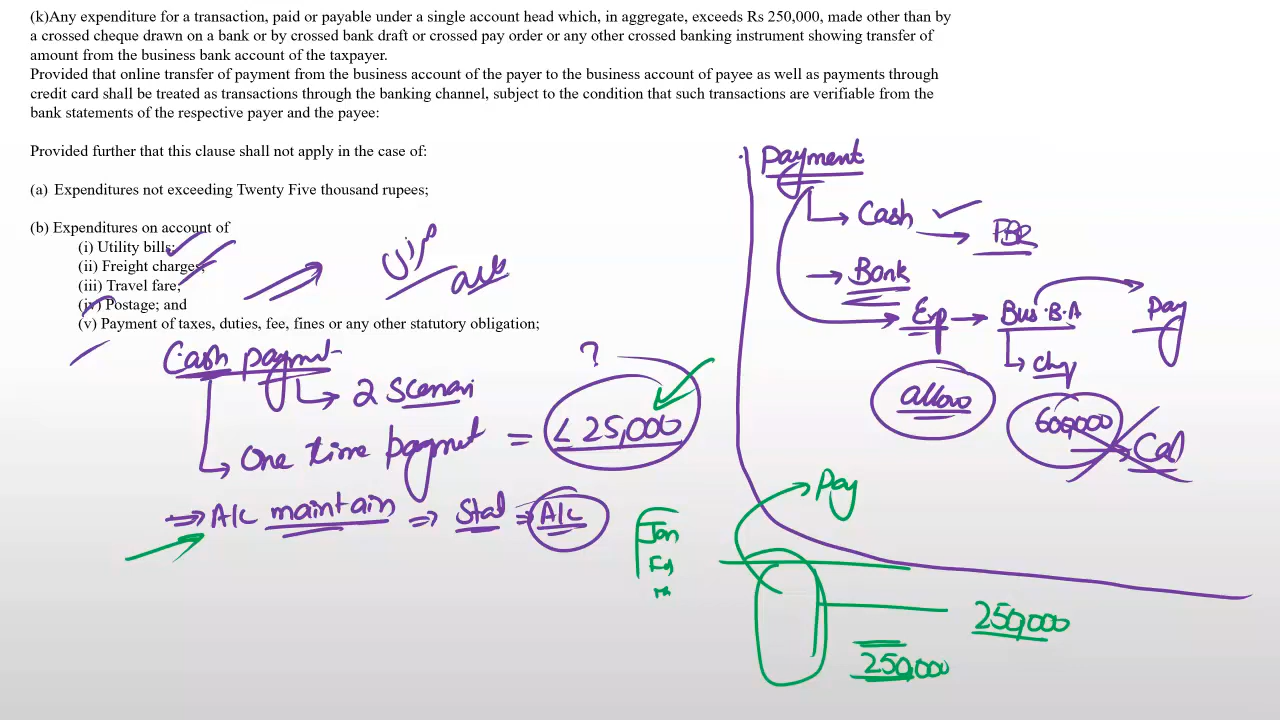 (k)Any expenditure for a transaction, paid or payable under a single account head which, in aggregate, exceeds Rs 250,000, made other than by
a crossed cheque drawn on a bank or by crossed bank draft or crossed pay order or any other crossed banking instrument showing transfer of
amount from the business bank account of the taxpayer.
Provided that online transfer of payment from the business account of the payer to the business account of payee as well as payments through
credit card shall be treated as transactions through the banking channel, subject to the condition that such transactions are verifiable from the
bank statements of the respective payer and the payee:
Provided further that this clause shall not apply in the case of:
(a) Expenditures not exceeding Twenty Five thousand rupees;
(b) Expenditures on account of
(i) Utility bills;
(ii) Freight charges;
(iii) Travel fare;
(iv) Postage; and
(v) Payment of taxes, duties, fee, fines or any other statutory obligation;
Payment
Cash
FBR
Bank
Exp
Bus.B.A
Pay
allow
600,000
Cash payment
?
2
One time paymet = < 25,000
A/c maintain
A/c
Pay
Jan
250,000
250,000